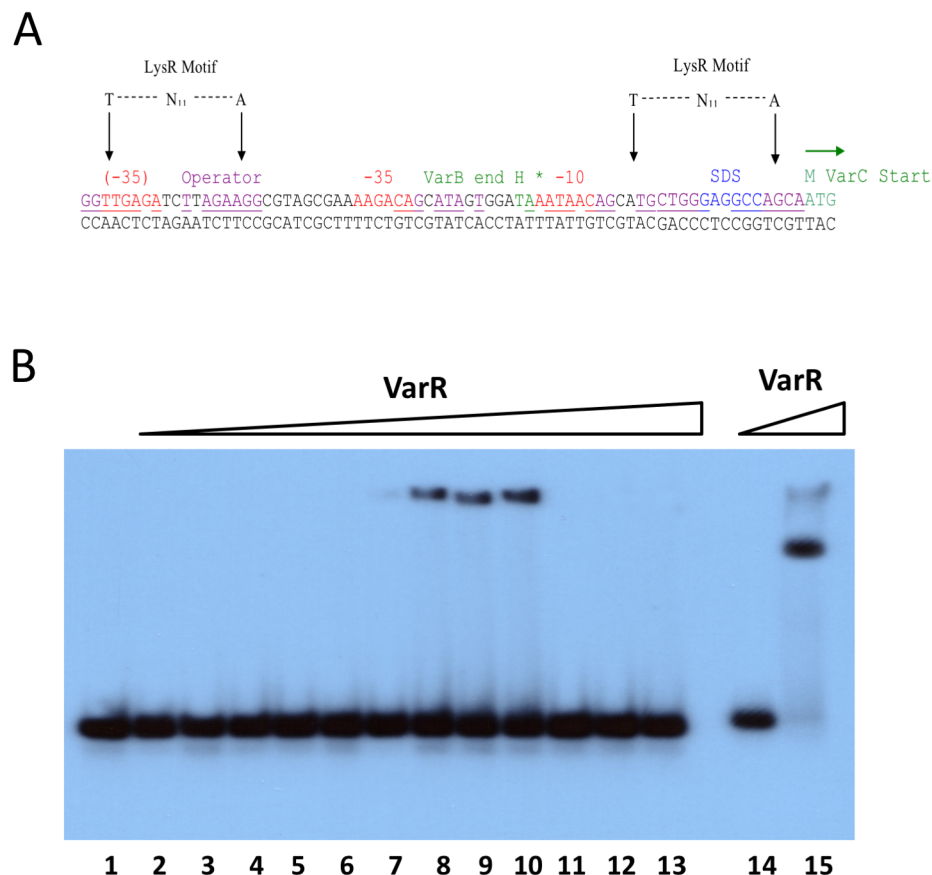 A
LysR Motif LysR Motif
T ------ N₁₁ ------ A T ------ N₁₁ ------ A
(-35) Operator -35 VarB end H * -10 SDS M VarC Start
GGTTGAGATCTTAGAAGGCGTAGCGAAAAGACAGCATAGTGGATAAATAACAGCATGCTGGGAGGCCAGCAATG
CCAACTCTAGAATCTTCCGCATCGCTTTTCTGTCGTATCACCTATTTATTGTCGTACGACCCTCCGGTCGTTAC
B
VarR VarR
1 2 3 4 5 6 7 8 9 10 11 12 13 14 15